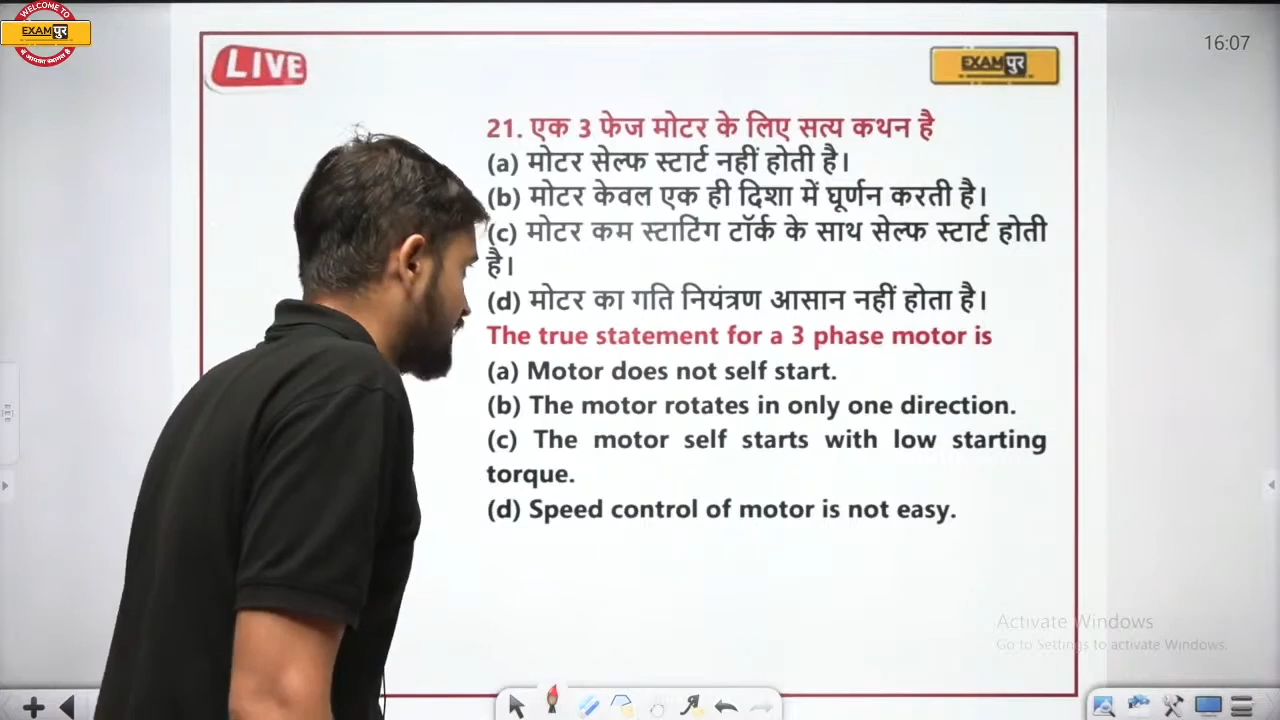 WELCOME TO
EXAM पुर
LIVE
EXAM पुर
16:07
21. एक 3 फेज मोटर के लिए सत्य कथन है
(a) मोटर सेल्फ स्टार्ट नहीं होती है।
(b) मोटर केवल एक ही दिशा में घूर्णन करती है।
(c) मोटर कम स्टाटिंग टॉर्क के साथ सेल्फ स्टार्ट होती
है।
(d) मोटर का गति नियंत्रण आसान नहीं होता है।
The true statement for a 3 phase motor is
(a) Motor does not self start.
(b) The motor rotates in only one direction.
(c) The motor self starts with low starting
torque.
(d) Speed control of motor is not easy.
Activate Windows
Go to Settings to activate Windows.